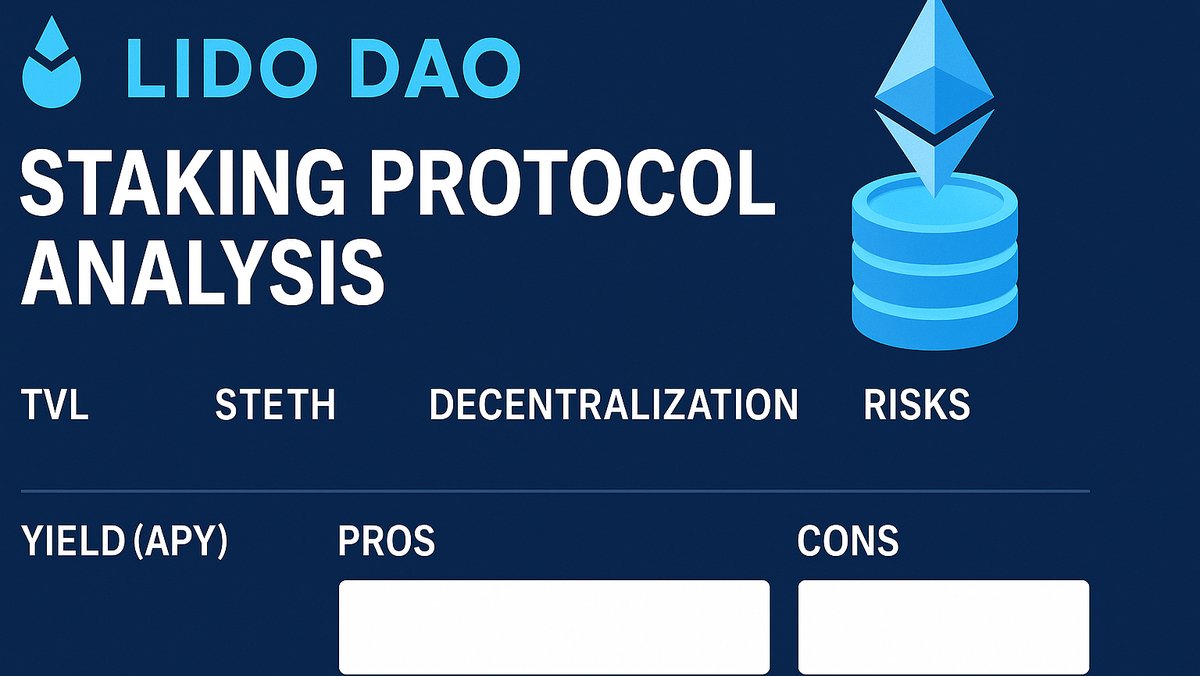 LIDO DAO
STAKING PROTOCOL
ANALYSIS
TVL STETH DECENTRALIZATION RISKS
YIELD (APY) PROS CONS